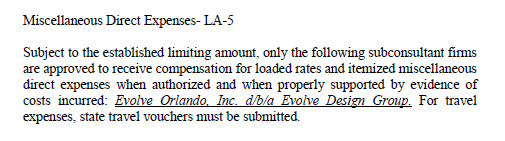 Miscellaneous Direct Expenses- LA-5
Subject to the established limiting amount, only the following subconsultant firms
are approved to receive compensation for loaded rates and itemized miscellaneous
direct expenses when authorized and when properly supported by evidence of
costs incurred: Evolve Orlando, Inc. d/b/a Evolve Design Group. For travel
expenses, state travel vouchers must be submitted.